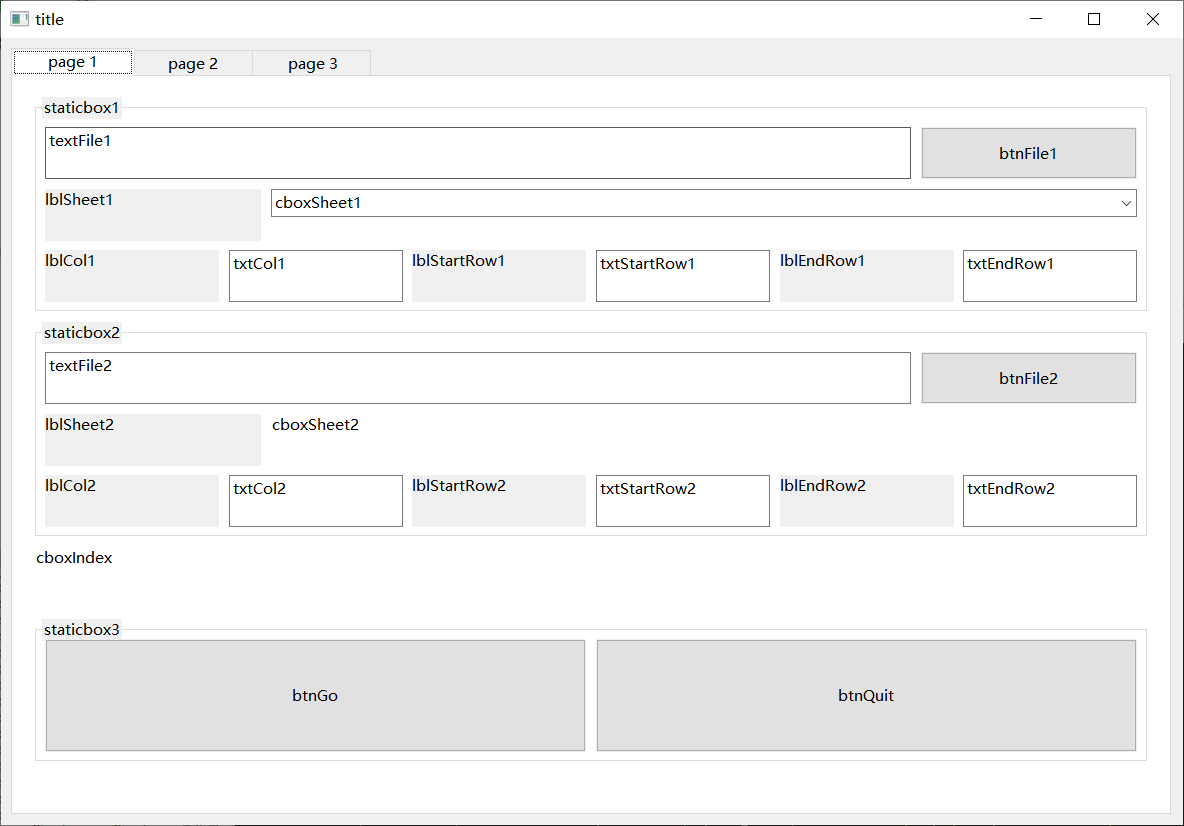 title
page 1 page 2 page 3
staticbox1
textFile1 btnFile1
lblSheet1 cboxSheet1
lblCol1 txtCol1 lblStartRow1 txtStartRow1 lblEndRow1 txtEndRow1
staticbox2
textFile2 btnFile2
lblSheet2 cboxSheet2
lblCol2 txtCol2 lblStartRow2 txtStartRow2 lblEndRow2 txtEndRow2
cboxIndex
staticbox3
btnGo btnQuit